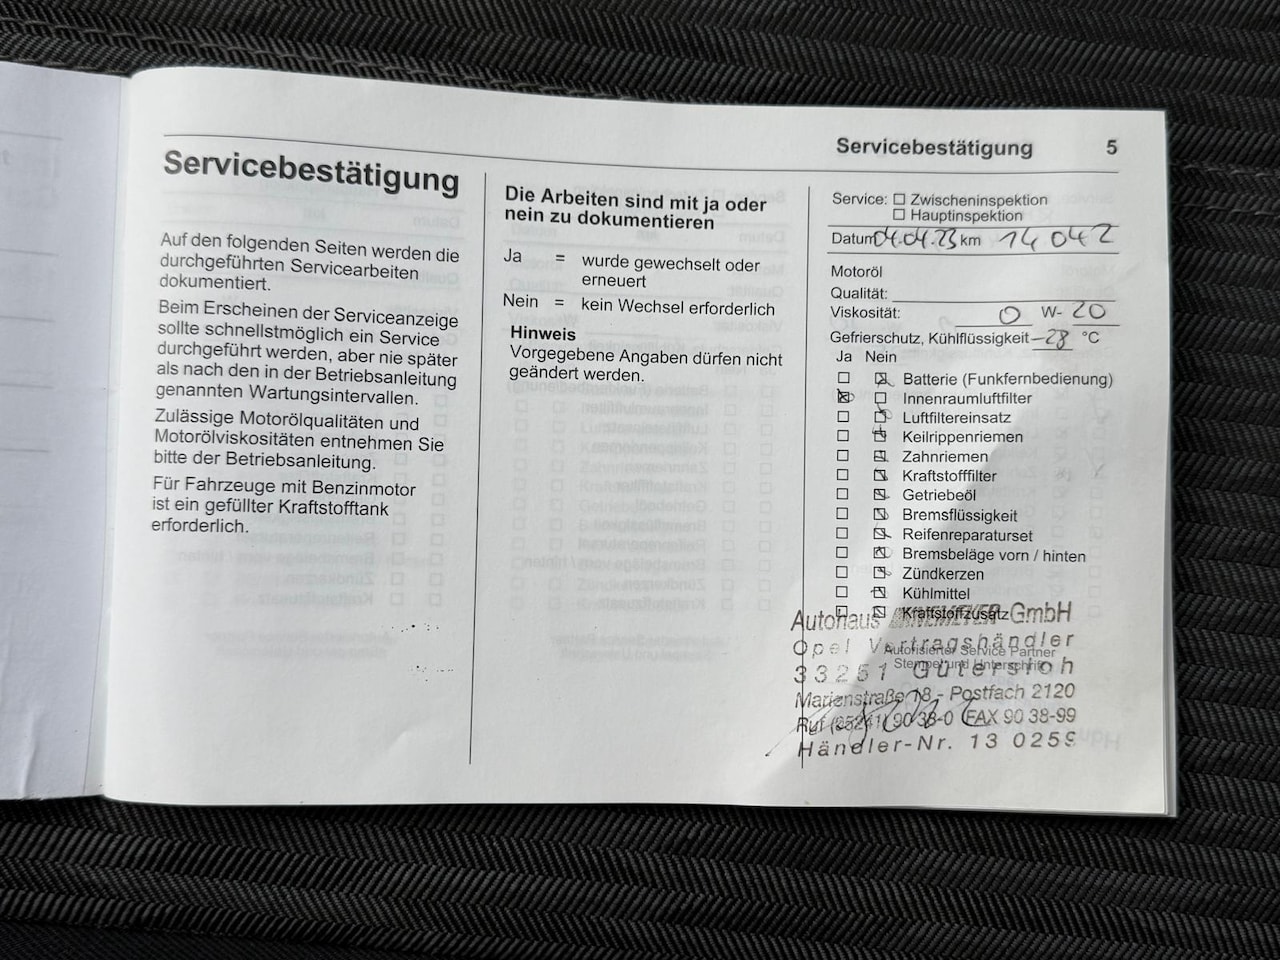 Servicebestätigung 5
Servicebestätigung
Auf den folgenden Seiten werden die
durchgeführten Servicearbeiten
dokumentiert.
Beim Erscheinen der Serviceanzeige
sollte schnellstmöglich ein Service
durchgeführt werden, aber nie später
als nach den in der Betriebsanleitung
genannten Wartungsintervallen.
Zulässige Motorölqualitäten und
Motorölviskositäten entnehmen Sie
bitte der Betriebsanleitung.
Für Fahrzeuge mit Benzinmotor
ist ein gefüllter Kraftstofftank
erforderlich.
Die Arbeiten sind mit ja oder
nein zu dokumentieren
Ja = wurde gewechselt oder
erneuert
Nein = kein Wechsel erforderlich
Hinweis
Vorgegebene Angaben dürfen nicht
geändert werden.
Service: ☐ Zwischeninspektion
☐ Hauptinspektion
Datum 04.04.23 km 14 042
Motoröl
Qualität:
Viskosität: 0 W- 20
Gefrierschutz, Kühlflüssigkeit -28 °C
Ja Nein
☐ ☒ Batterie (Funkfernbedienung)
☒ ☐ Innenraumluftfilter
☐ ☒ Luftfiltereinsatz
☐ ☒ Keilrippenriemen
☐ ☒ Zahnriemen
☐ ☒ Kraftstofffilter
☐ ☒ Getriebeöl
☐ ☒ Bremsflüssigkeit
☐ ☒ Reifenreparaturset
☐ ☒ Bremsbeläge vorn / hinten
☐ ☒ Zündkerzen
☐ ☒ Kühlmittel
☐ ☒ Kraftstoffzusatz
Autorisierter Service Partner
Stempel und Unterschrift
Autohaus GmbH
Opel Vertragshändler
33251 Gütersloh
Marienstraße 18 - Postfach 2120
Ruf (05241) 90 38-0 FAX 90 38-99
Händler-Nr. 13 0259